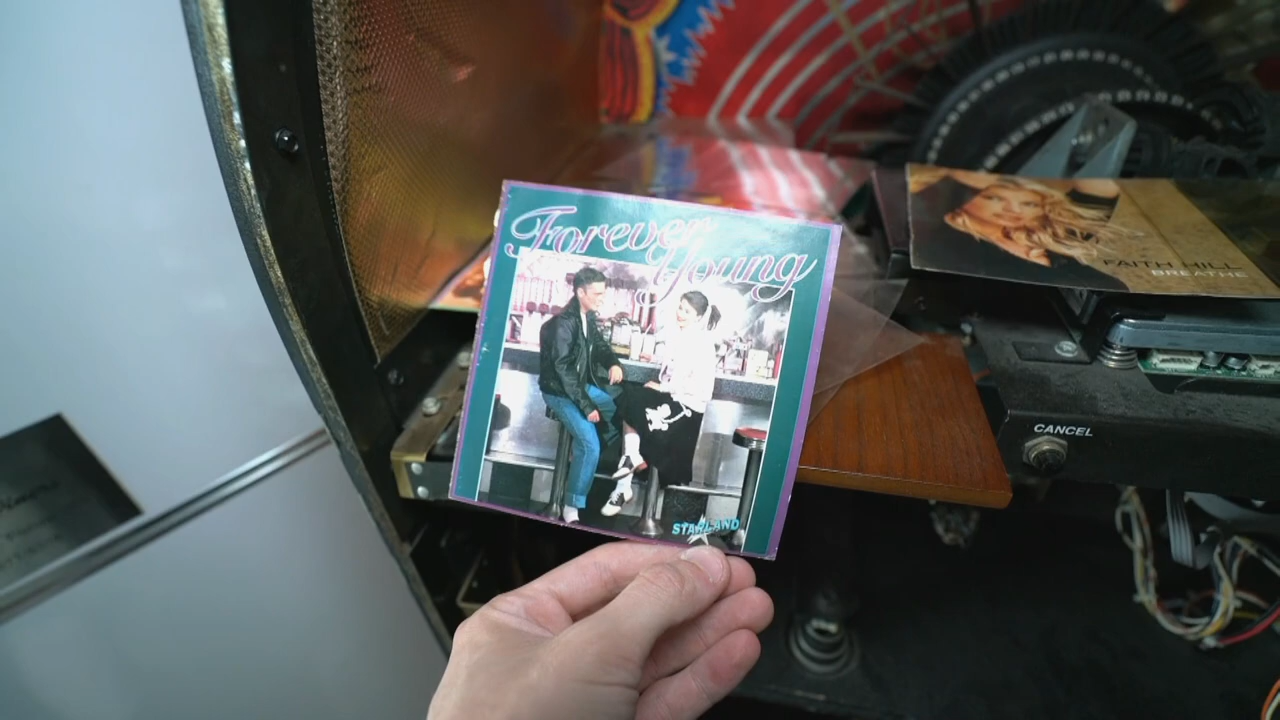 Forever
Young
STARLAND
FAITH HILL
BREATHE
CANCEL